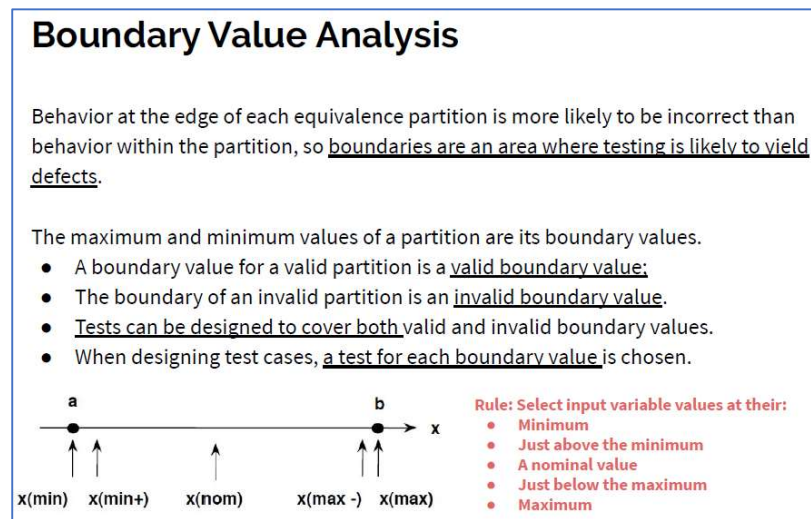 Boundary Value Analysis
Behavior at the edge of each equivalence partition is more likely to be incorrect than
behavior within the partition, so boundaries are an area where testing is likely to yield
defects.
The maximum and minimum values of a partition are its boundary values.
● A boundary value for a valid partition is a valid boundary value;
● The boundary of an invalid partition is an invalid boundary value.
● Tests can be designed to cover both valid and invalid boundary values.
● When designing test cases, a test for each boundary value is chosen.
a b
x
x(min) x(min+) x(nom) x(max -) x(max)
Rule: Select input variable values at their:
● Minimum
● Just above the minimum
● A nominal value
● Just below the maximum
● Maximum